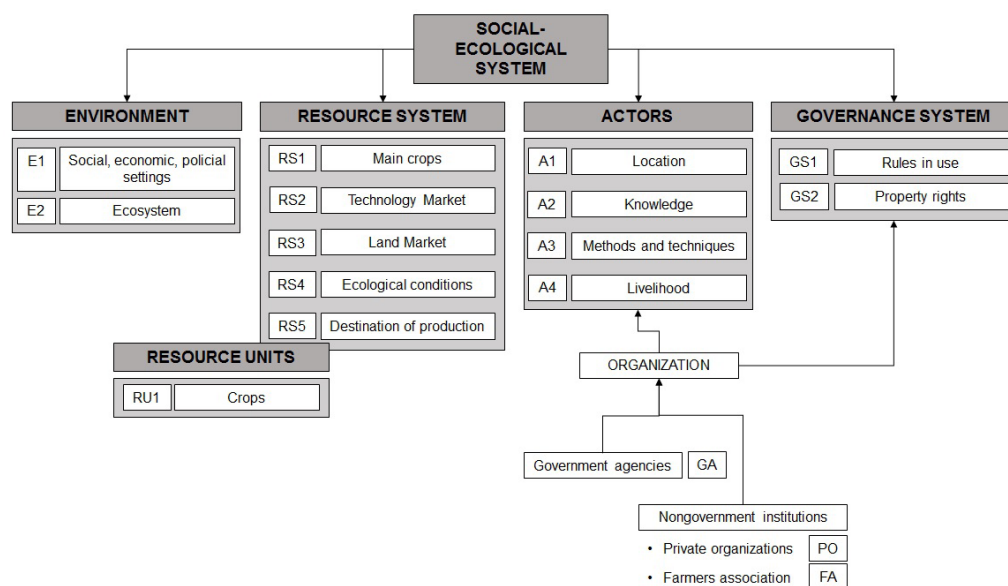 SOCIAL-
ECOLOGICAL
SYSTEM
ENVIRONMENT
E1 Social, economic, policial
settings
E2 Ecosystem
RESOURCE SYSTEM
RS1 Main crops
RS2 Technology Market
RS3 Land Market
RS4 Ecological conditions
RS5 Destination of production
RESOURCE UNITS
RU1 Crops
ACTORS
A1 Location
A2 Knowledge
A3 Methods and techniques
A4 Livelihood
GOVERNANCE SYSTEM
GS1 Rules in use
GS2 Property rights
ORGANIZATION
Government agencies GA
Nongovernment institutions
• Private organizations PO
• Farmers association FA